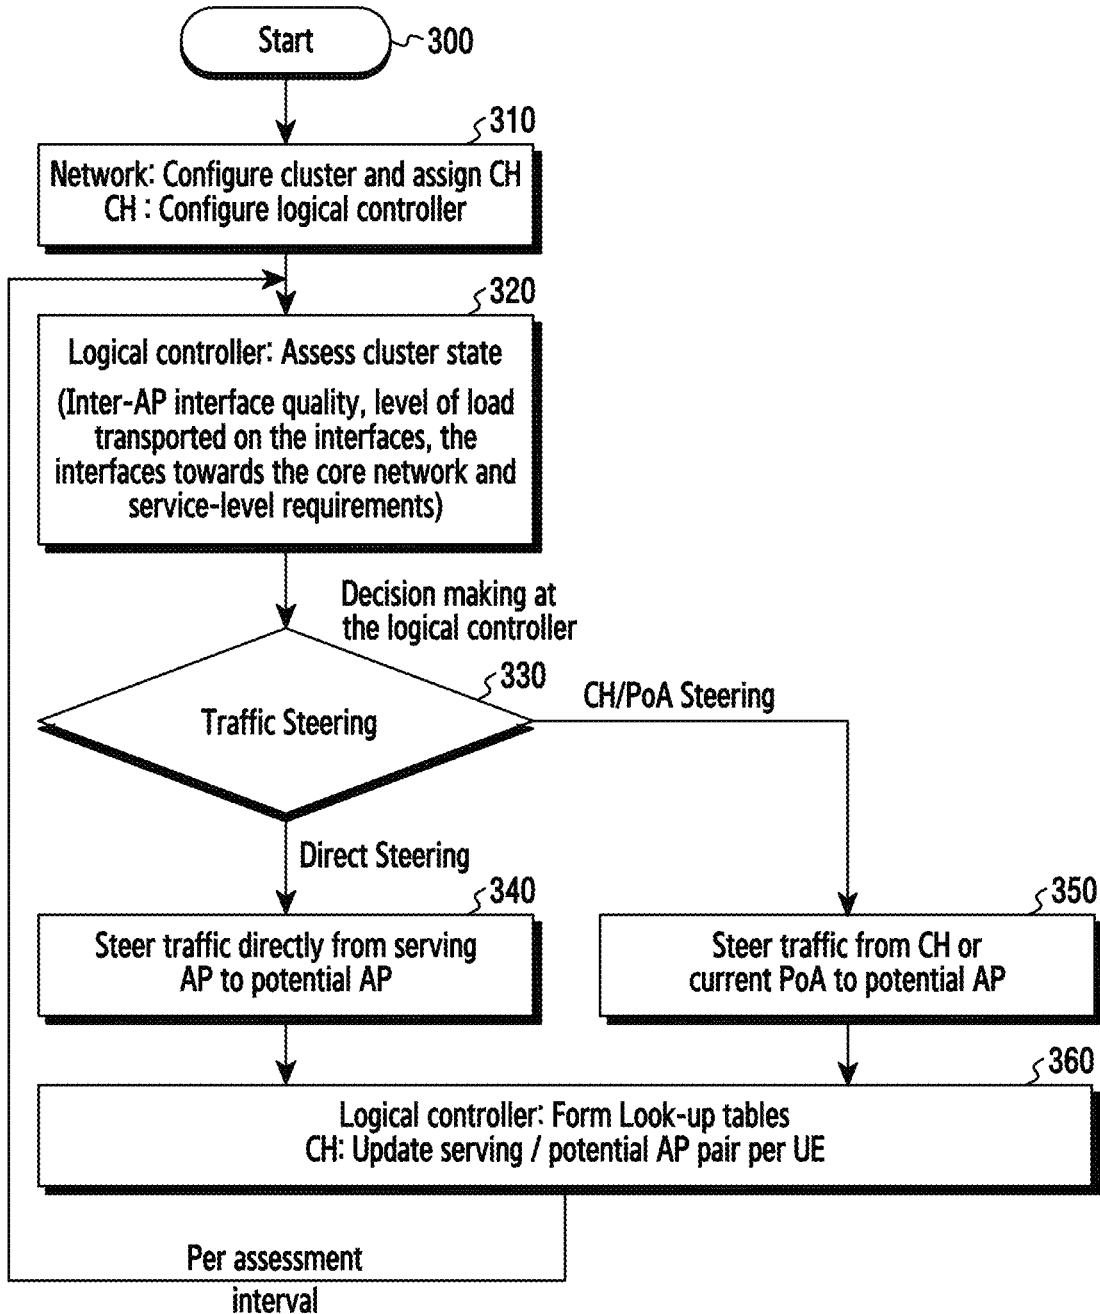 Start
300
310
Network: Configure cluster and assign CH
CH : Configure logical controller
320
Logical controller: Assess cluster state
(Inter-AP interface quality, level of load
transported on the interfaces, the
interfaces towards the core network and
service-level requirements)
Decision making at
the logical controller
330
Traffic Steering
CH/PoA Steering
Direct Steering
340
Steer traffic directly from serving
AP to potential AP
350
Steer traffic from CH or
current PoA to potential AP
360
Logical controller: Form Look-up tables
CH: Update serving / potential AP pair per UE
Per assessment
interval